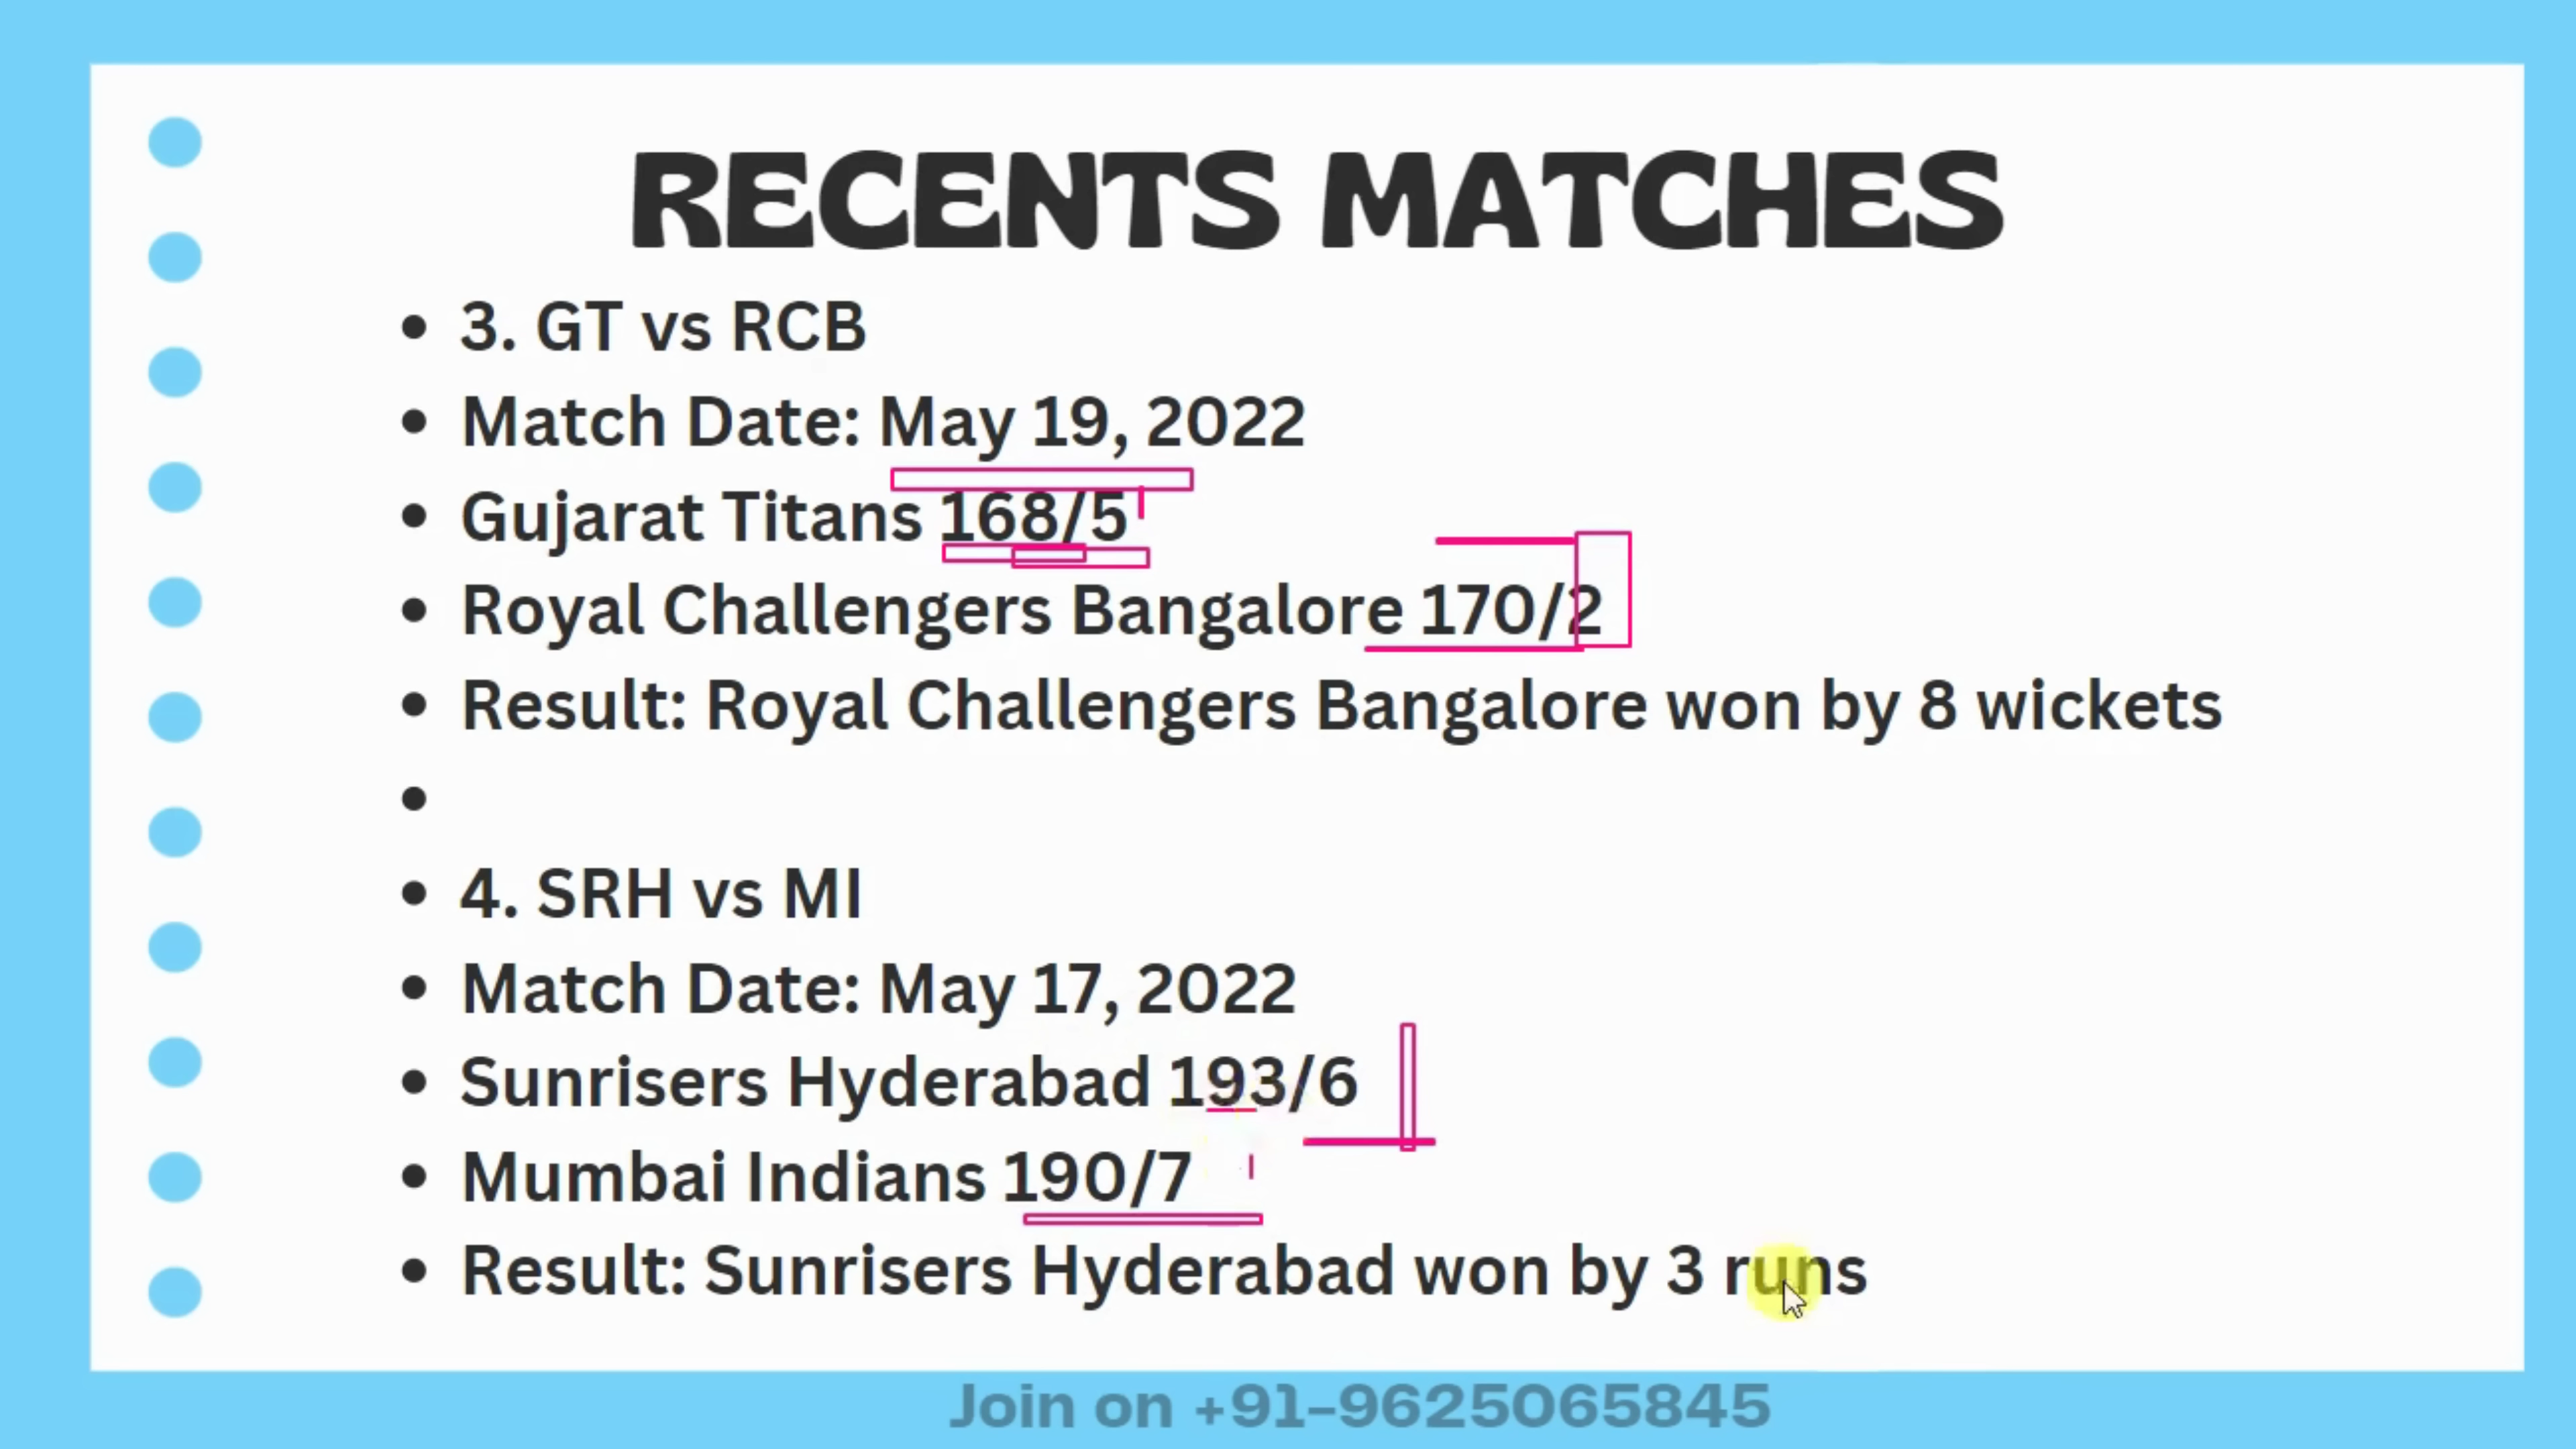 RECENTS MATCHES
• 3. GT vs RCB
• Match Date: May 19, 2022
• Gujarat Titans 168/5
• Royal Challengers Bangalore 170/2
• Result: Royal Challengers Bangalore won by 8 wickets
•
• 4. SRH vs MI
• Match Date: May 17, 2022
• Sunrisers Hyderabad 193/6
• Mumbai Indians 190/7
• Result: Sunrisers Hyderabad won by 3 runs
Join on +91-9625065845